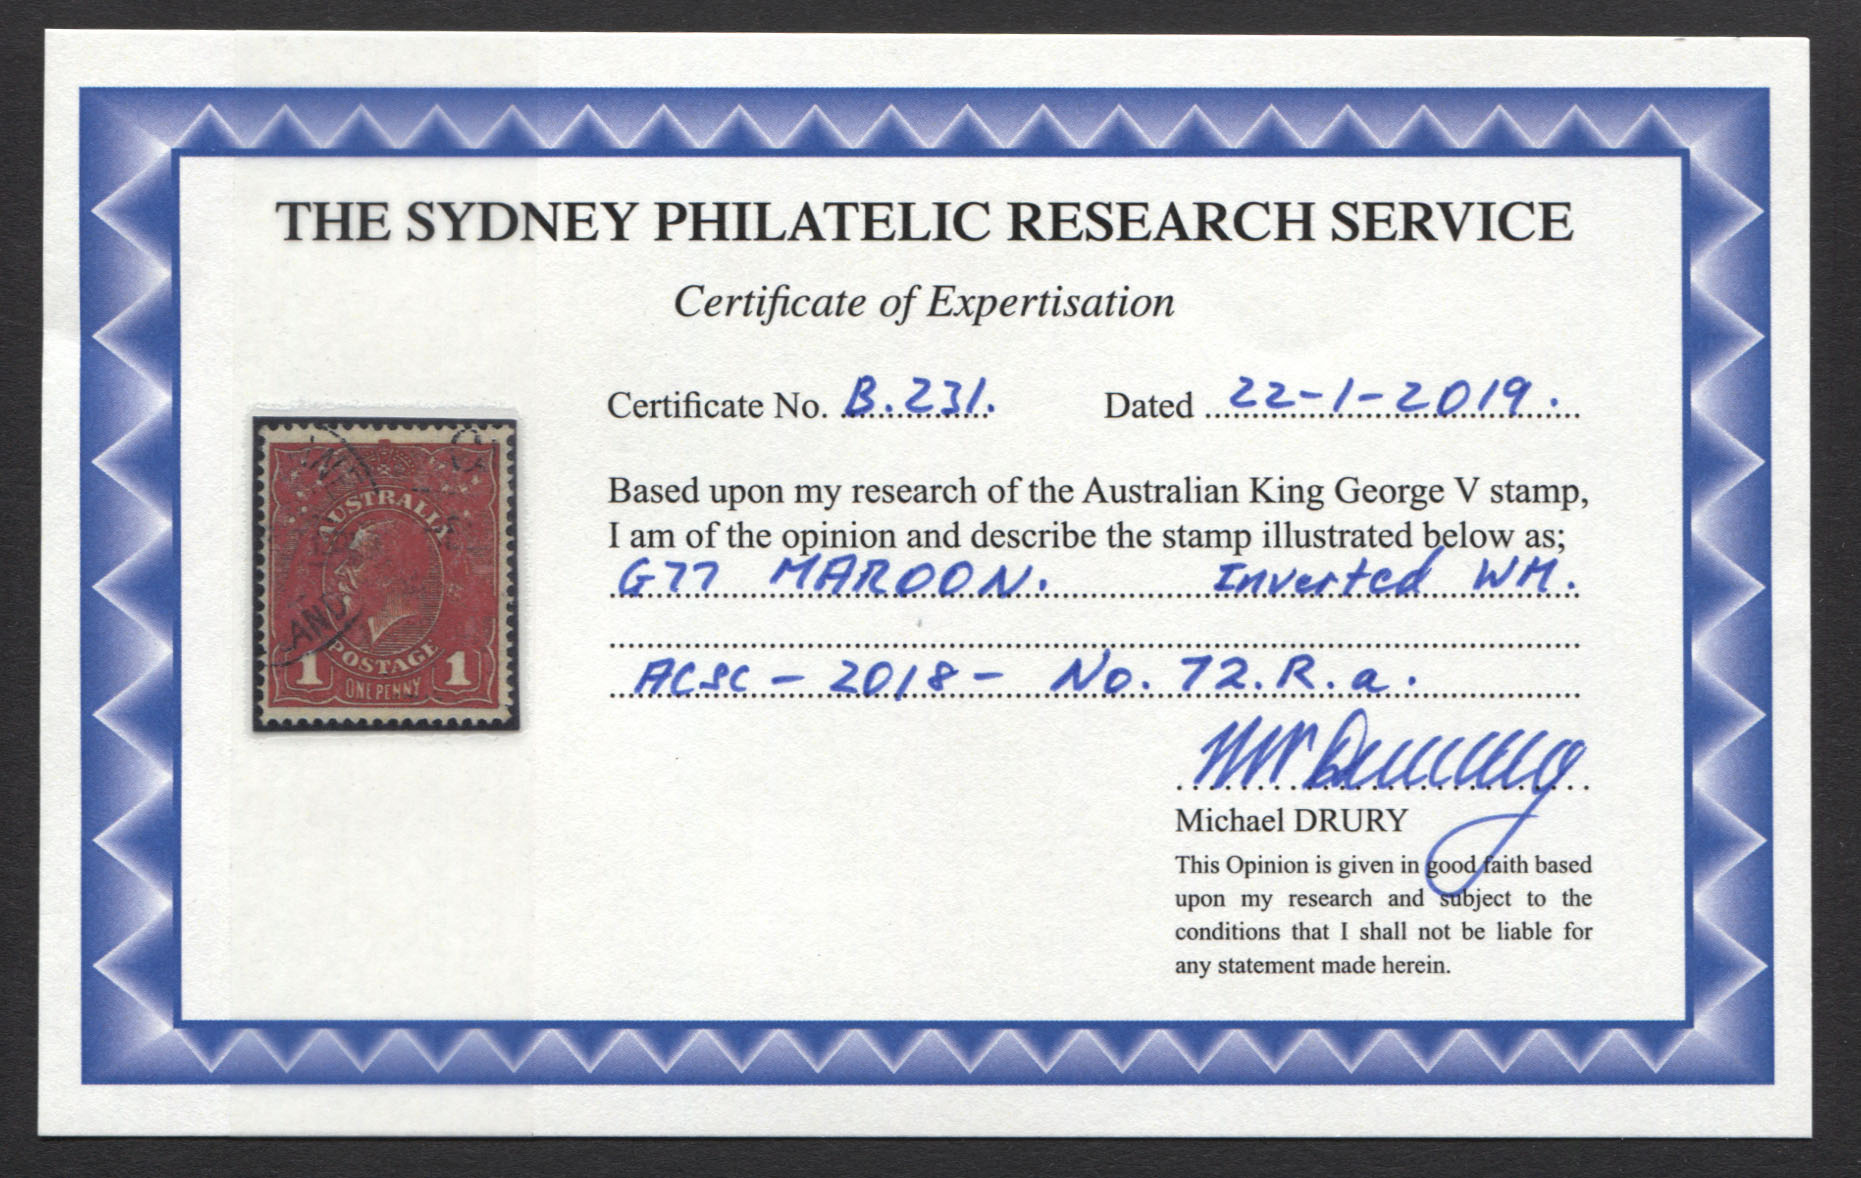 THE SYDNEY PHILATELIC RESEARCH SERVICE
Certificate of Expertisation
Certificate No. B.231. Dated 22-1-2019.
Based upon my research of the Australian King George V stamp,
I am of the opinion and describe the stamp illustrated below as;
G77 MAROON. Inverted WM.
ACSC - 2018 - No. 72.R.a.
Michael DRURY
This Opinion is given in good faith based
upon my research and subject to the
conditions that I shall not be liable for
any statement made herein.
AUSTRALIA
LAND
POSTAGE
1 ONE PENNY 1